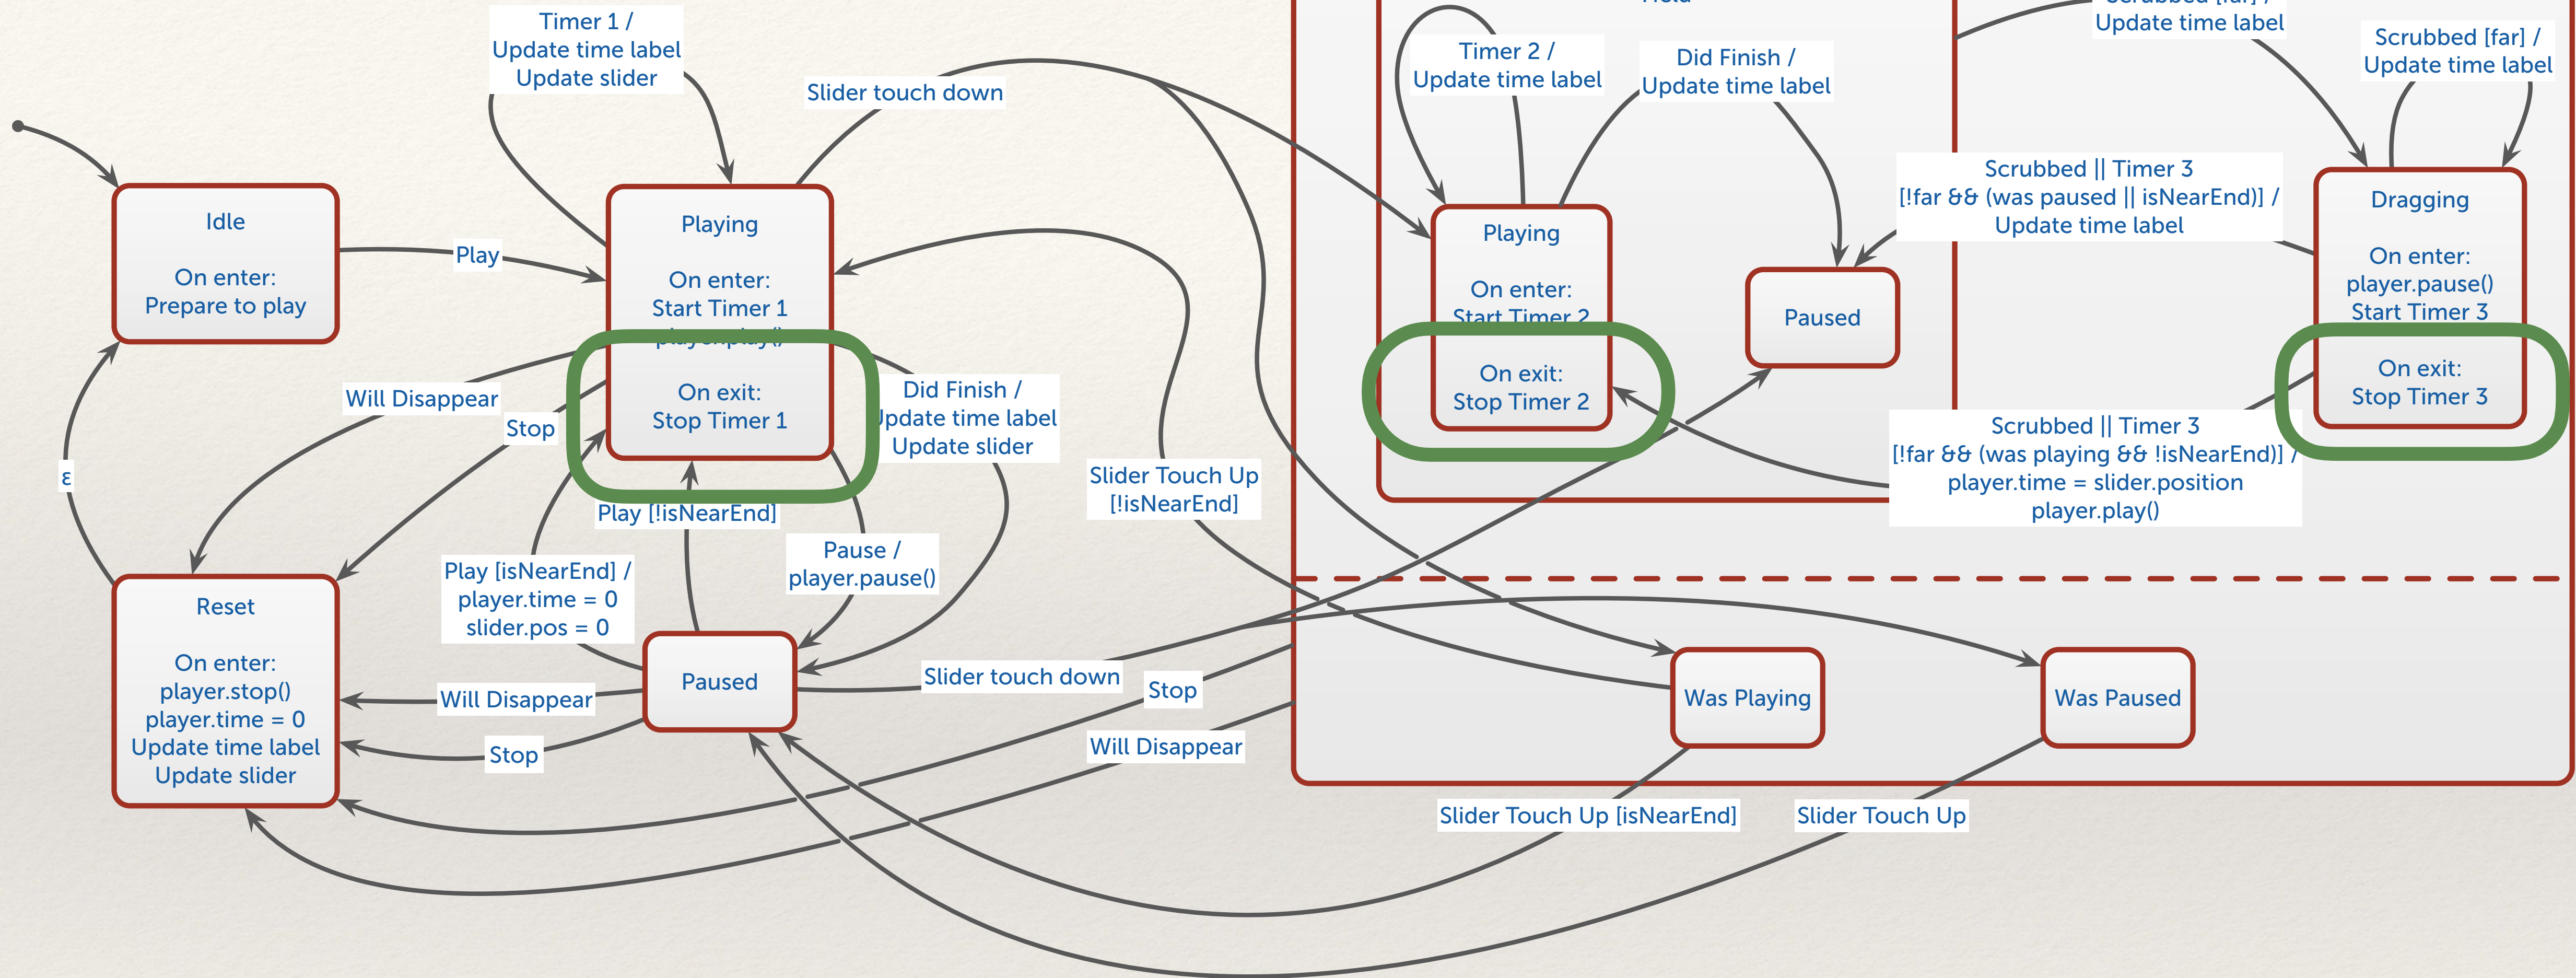 Timer 1 /
Update time label
Update slider
Slider touch down
Timer 2 /
Update time label
Did Finish /
Update time label
Update time label
Scrubbed [far] /
Update time label
Idle
On enter:
Prepare to play
Play
Playing
On enter:
Start Timer 1
player.play()
On exit:
Stop Timer 1
Playing
On enter:
Start Timer 2
On exit:
Stop Timer 2
Paused
Scrubbed || Timer 3
[!far && (was paused || isNearEnd)] /
Update time label
Dragging
On enter:
player.pause()
Start Timer 3
On exit:
Stop Timer 3
Will Disappear
Stop
Did Finish /
Update time label
Update slider
Scrubbed || Timer 3
[!far && (was playing && !isNearEnd)] /
player.time = slider.position
player.play()
ε
Slider Touch Up
[!isNearEnd]
Play [!isNearEnd]
Pause /
player.pause()
Play [isNearEnd] /
player.time = 0
slider.pos = 0
Reset
On enter:
player.stop()
player.time = 0
Update time label
Update slider
Paused
Will Disappear
Stop
Slider touch down
Stop
Will Disappear
Was Playing
Was Paused
Slider Touch Up [isNearEnd]
Slider Touch Up